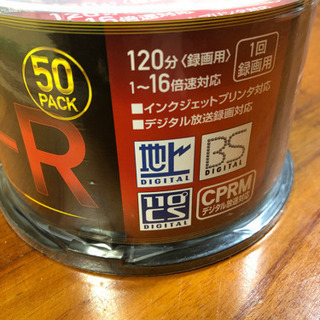 50
PACK
-R
120分〈録画用〉
1回
録画用
1~16倍速対応
■インクジェットプリンタ対応
■デジタル放送録画対応
地上
DIGITAL
BS
DIGITAL
110°
CS
DIGITAL
CPRM
デジタル放送対応